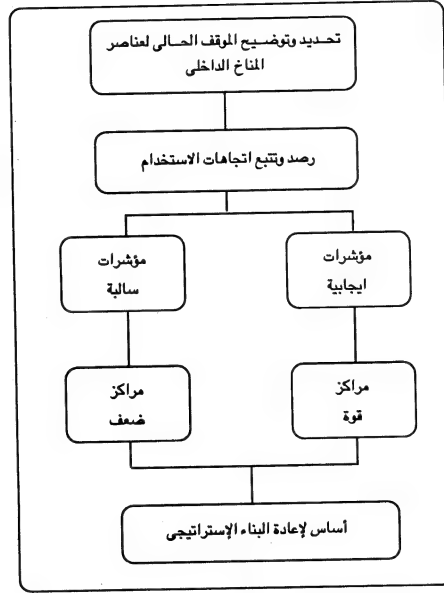 تحديد وتوضيح الموقف الحالى لعناصر
المناخ الداخلى
رصد وتتبع اتجاهات الاستخدام
مؤشرات
ايجابية
مؤشرات
سالبة
مراكز
قوة
مراكز
ضعف
أساس لإعادة البناء الإستراتيجى